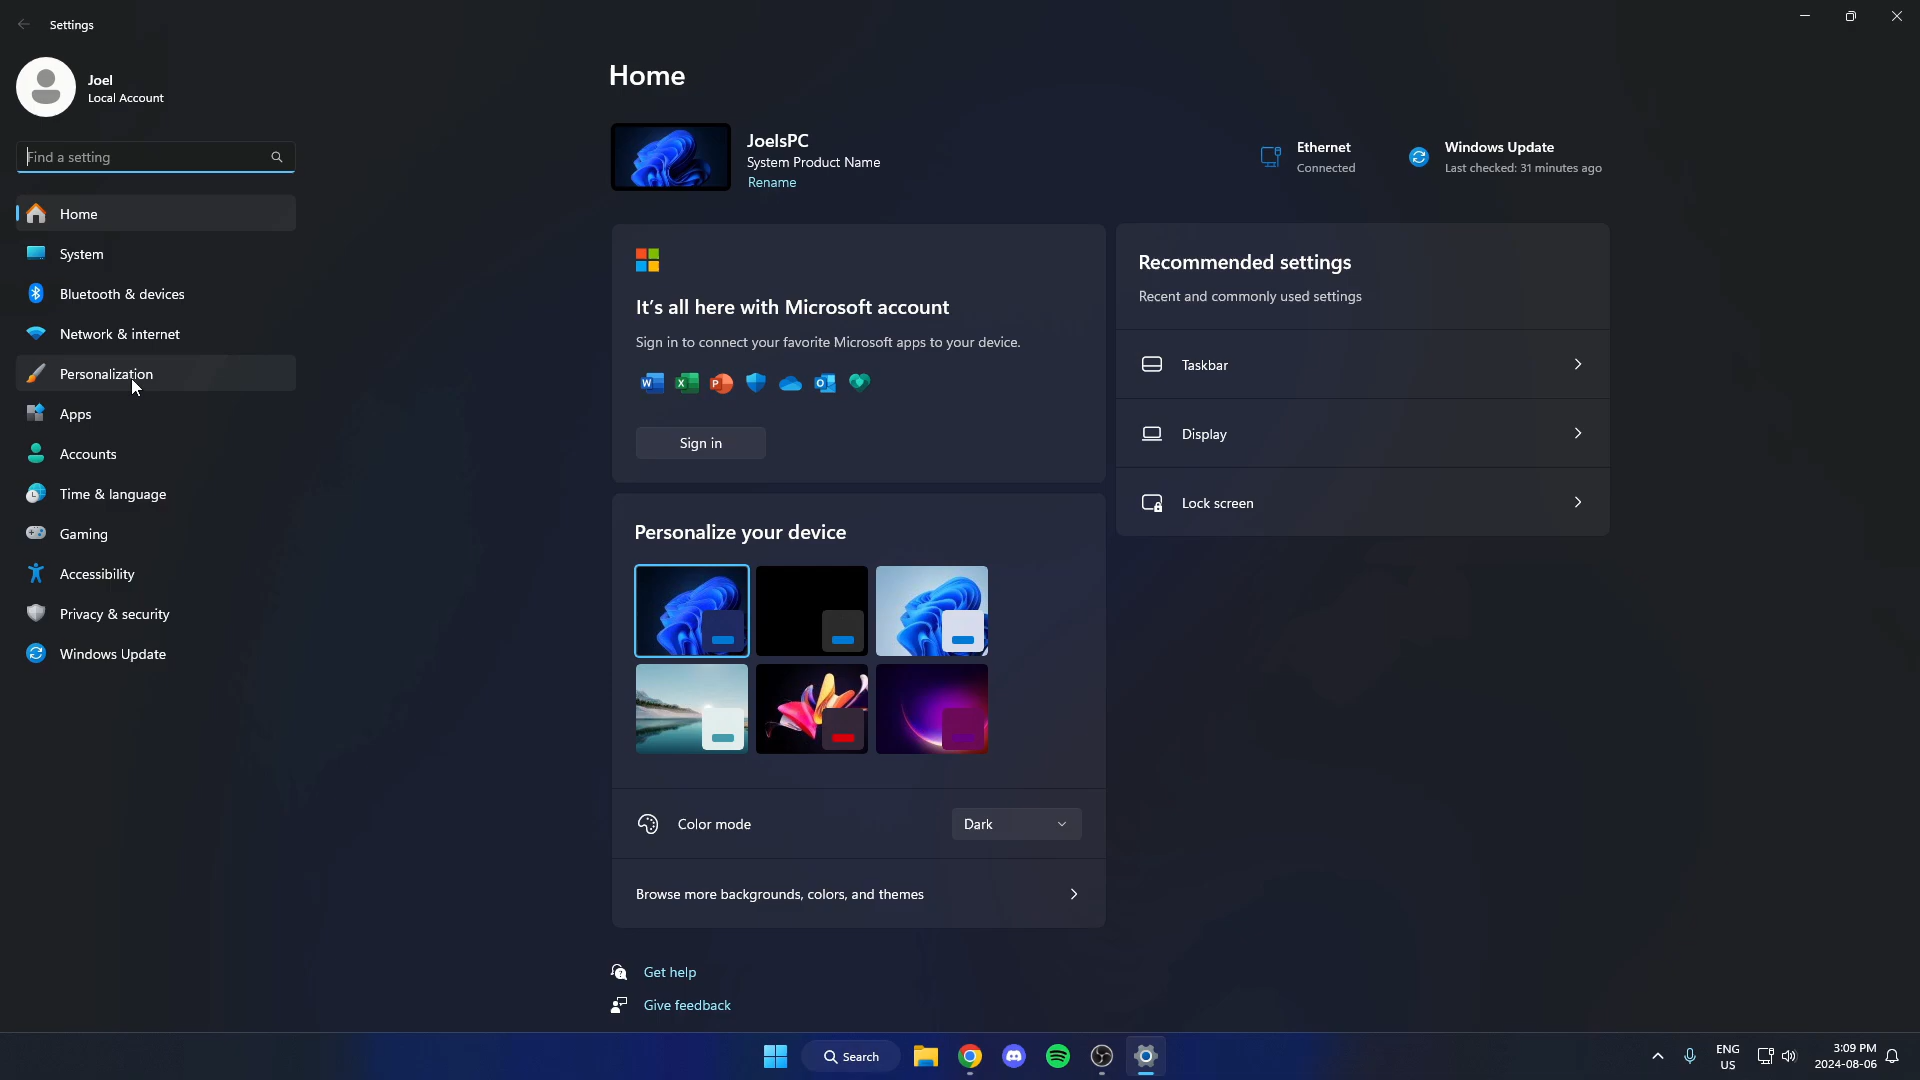 Settings
Joel
Local Account
Find a setting
Home
System
Bluetooth & devices
Network & internet
Personalization
Apps
Accounts
Time & language
Gaming
Accessibility
Privacy & security
Windows Update
Home
JoelsPC
System Product Name
Rename
Ethernet
Connected
Windows Update
Last checked: 31 minutes ago
It's all here with Microsoft account
Sign in to connect your favorite Microsoft apps to your device.
Sign in
Personalize your device
Color mode
Dark
Browse more backgrounds, colors, and themes
Recommended settings
Recent and commonly used settings
Taskbar
Display
Lock screen
Get help
Give feedback
Search
ENG
US
3:09 PM
2024-08-06